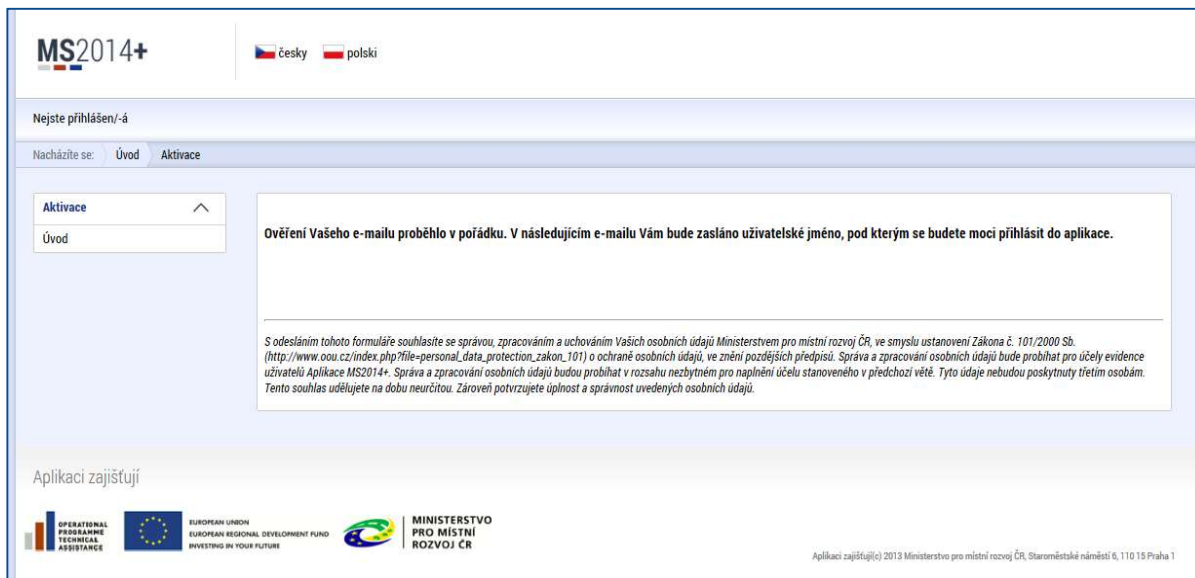 MS2014+
česky polski
Nejste přihlášen/-á
Nacházíte se: Úvod Aktivace
Aktivace
Úvod
Ověření Vašeho e-mailu proběhlo v pořádku. V následujícím e-mailu Vám bude zasláno uživatelské jméno, pod kterým se budete moci přihlásit do aplikace.
S odesláním tohoto formuláře souhlasíte se správou, zpracováním a uchováním Vašich osobních údajů Ministerstvem pro místní rozvoj ČR, ve smyslu ustanovení Zákona č. 101/2000 Sb.
(http://www.oou.cz/index.php?file=personal_data_protection_zakon_101) o ochraně osobních údajů, ve znění pozdějších předpisů. Správa a zpracování osobních údajů bude probíhat pro účely evidence
uživatelů Aplikace MS2014+. Správa a zpracování osobních údajů budou probíhat v rozsahu nezbytném pro naplnění účelu stanoveného v předchozí větě. Tyto údaje nebudou poskytnuty třetím osobám.
Tento souhlas udělujete na dobu neurčitou. Zároveň potvrzujete úplnost a správnost uvedených osobních údajů.
Aplikaci zajišťují
OPERATIONAL
PROGRAMME
TECHNICAL
ASSISTANCE
EUROPEAN UNION
EUROPEAN REGIONAL DEVELOPMENT FUND
INVESTING IN YOUR FUTURE
MINISTERSTVO
PRO MÍSTNÍ
ROZVOJ ČR
Aplikaci zajišťují(c) 2013 Ministerstvo pro místní rozvoj ČR, Staroměstské náměstí 6, 110 15 Praha 1